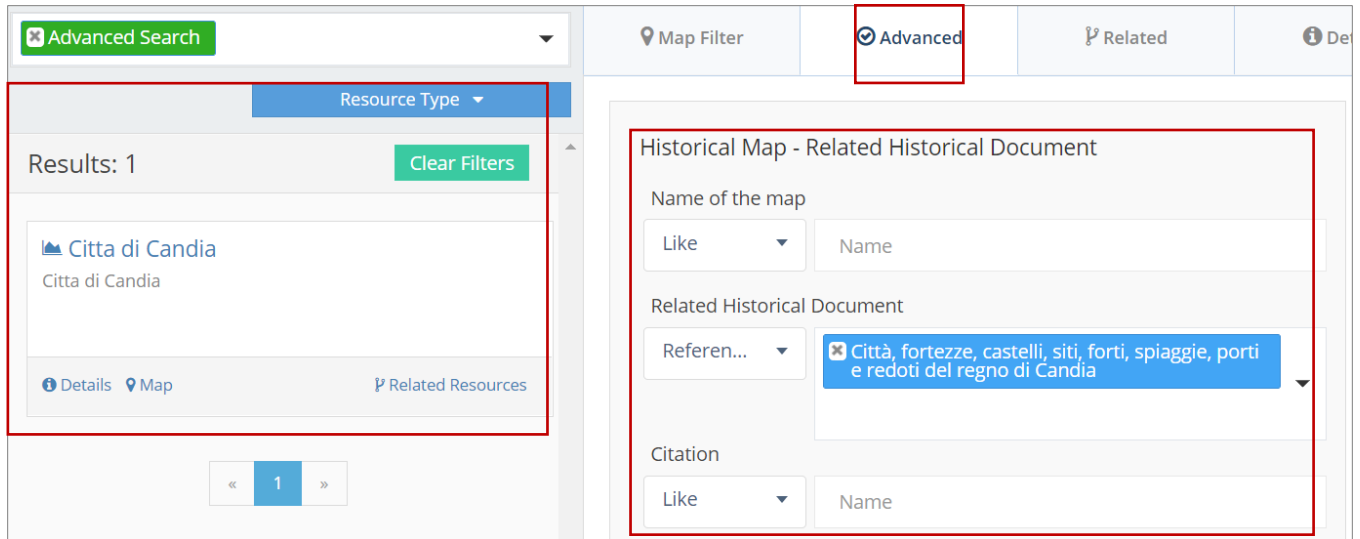 Advanced Search
Resource Type
Results: 1
Clear Filters
Citta di Candia
Citta di Candia
Details Map Related Resources
« 1 »
Map Filter Advanced Related Det
Historical Map - Related Historical Document
Name of the map
Like Name
Related Historical Document
Referen... Città, fortezze, castelli, siti, forti, spiaggie, porti
e redoti del regno di Candia
Citation
Like Name